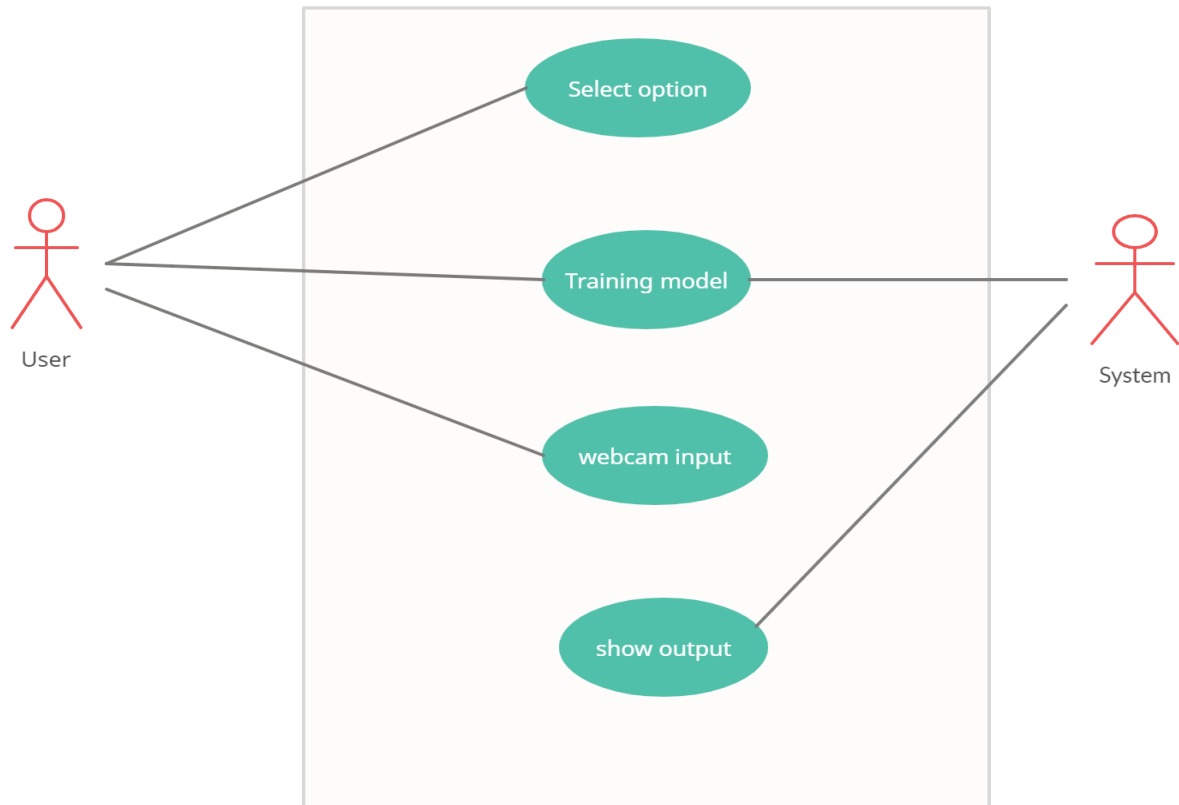 Select option
Training model
User
System
webcam input
show output